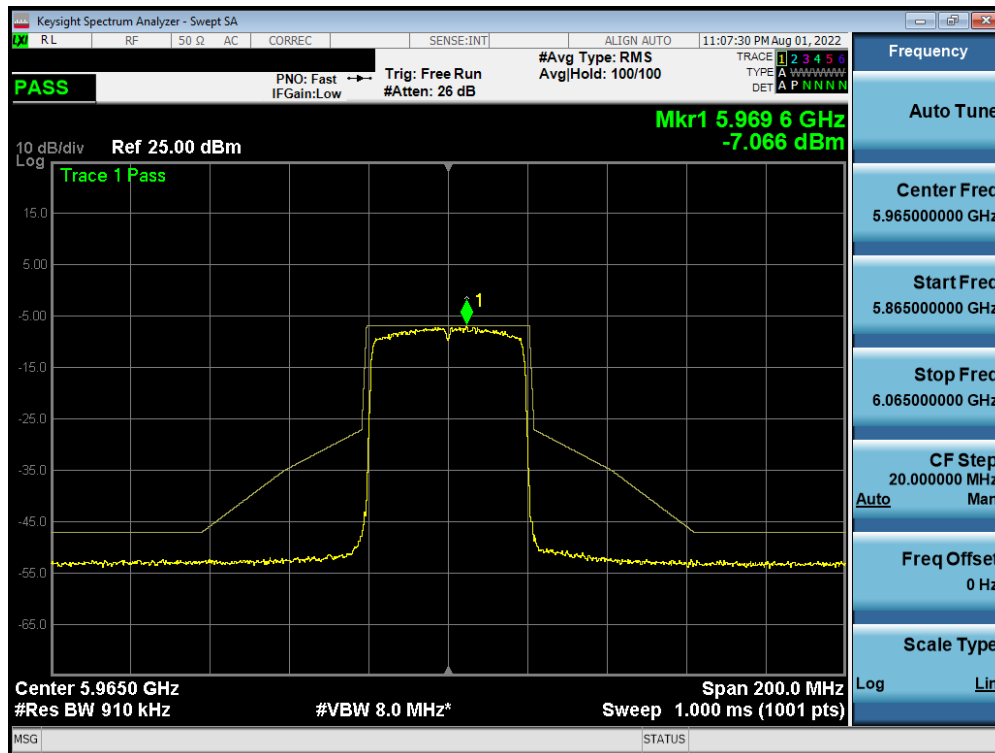 Keysight Spectrum Analyzer - Swept SA
LXI RL RF 50 Ω AC CORREC SENSE:INT ALIGN AUTO 11:07:30 PM Aug 01, 2022
PASS
PNO: Fast
IFGain:Low
Trig: Free Run
#Atten: 26 dB
#Avg Type: RMS
Avg|Hold: 100/100
TRACE 1 2 3 4 5 6
TYPE A WWWWW
DET A P N N N N
Mkr1 5.969 6 GHz
-7.066 dBm
10 dB/div Ref 25.00 dBm
Log
Trace 1 Pass
15.0
5.00
1
-5.00
-15.0
-25.0
-35.0
-45.0
-55.0
-65.0
Center 5.9650 GHz Span 200.0 MHz
#Res BW 910 kHz #VBW 8.0 MHz* Sweep 1.000 ms (1001 pts)
MSG STATUS
Frequency
Auto Tune
Center Freq
5.965000000 GHz
Start Freq
5.865000000 GHz
Stop Freq
6.065000000 GHz
CF Step
20.000000 MHz
Auto Man
Freq Offset
0 Hz
Scale Type
Log Lin